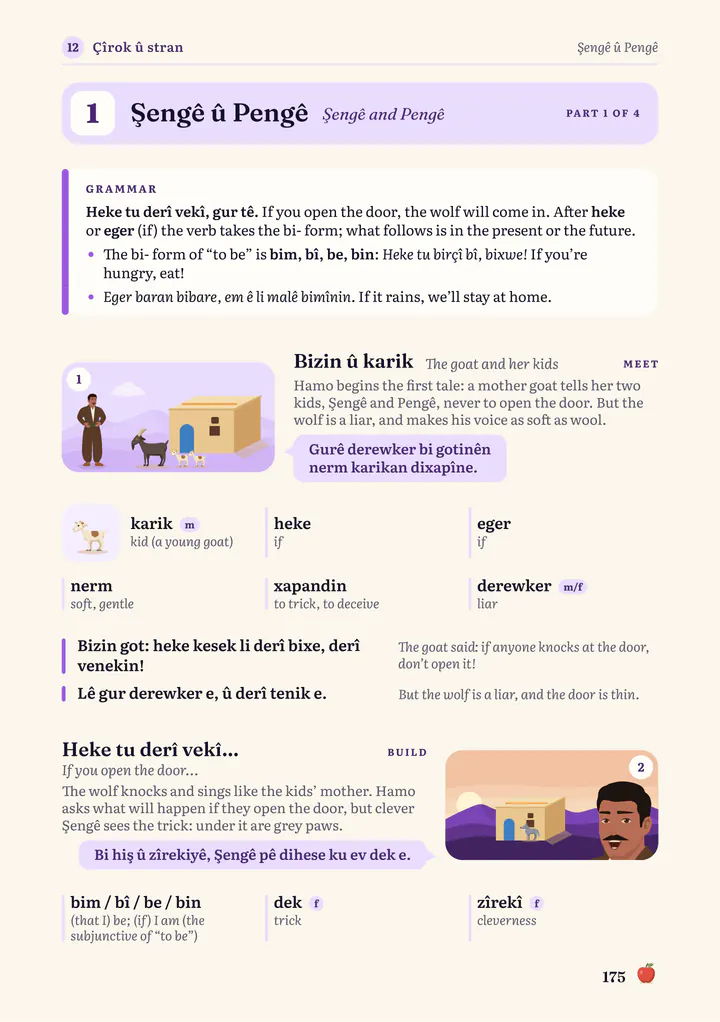 12 Çîrok û stran
Şengê û Pengê
1 Şengê û Pengê Şengê and Pengê PART 1 OF 4
GRAMMAR
Heke tu derî vekî, gur tê. If you open the door, the wolf will come in. After heke
or eger (if) the verb takes the bi- form; what follows is in the present or the future.
• The bi- form of “to be” is bim, bî, be, bin: Heke tu birçî bî, bixwe! If you’re
hungry, eat!
• Eger baran bibare, em ê li malê bimînin. If it rains, we’ll stay at home.
1
Bizin û karik The goat and her kids MEET
Hamo begins the first tale: a mother goat tells her two
kids, Şengê and Pengê, never to open the door. But the
wolf is a liar, and makes his voice as soft as wool.
Gurê derewker bi gotinên
nerm karikan dixapîne.
karik m
kid (a young goat)
heke
if
eger
if
nerm
soft, gentle
xapandin
to trick, to deceive
derewker m/f
liar
Bizin got: heke kesek li derî bixe, derî
venekin!
The goat said: if anyone knocks at the door,
don’t open it!
Lê gur derewker e, û derî tenik e.
But the wolf is a liar, and the door is thin.
Heke tu derî vekî… BUILD
If you open the door…
The wolf knocks and sings like the kids’ mother. Hamo
asks what will happen if they open the door, but clever
Şengê sees the trick: under it are grey paws.
Bi hiş û zîrekiyê, Şengê pê dihese ku ev dek e.
2
bim / bî / be / bin
(that I) be; (if) I am (the
subjunctive of “to be”)
dek f
trick
zîrekî f
cleverness
175